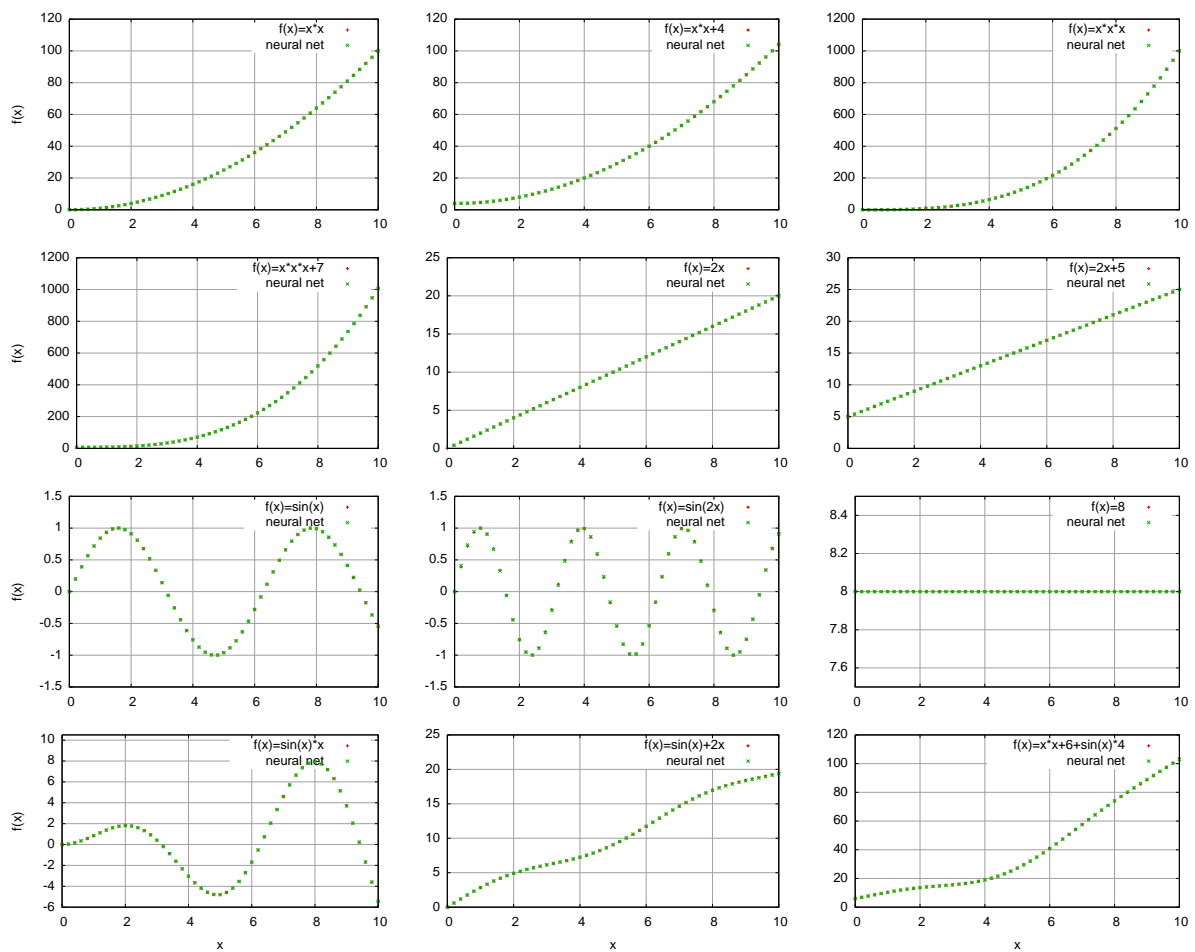 120
100
80
60
40
20
0
f(x)
f(x)=x*x
neural net
0 2 4 6 8 10
120
100
80
60
40
20
0
f(x)=x*x+4
neural net
0 2 4 6 8 10
1200
1000
800
600
400
200
0
f(x)=x*x*x
neural net
0 2 4 6 8 10
1200
1000
800
600
400
200
0
f(x)
f(x)=x*x*x+7
neural net
0 2 4 6 8 10
25
20
15
10
5
0
f(x)=2x
neural net
0 2 4 6 8 10
30
25
20
15
10
5
0
f(x)=2x+5
neural net
0 2 4 6 8 10
1.5
1
0.5
0
-0.5
-1
-1.5
f(x)
f(x)=sin(x)
neural net
0 2 4 6 8 10
1.5
1
0.5
0
-0.5
-1
-1.5
f(x)=sin(2x)
neural net
0 2 4 6 8 10
8.4
8.2
8
7.8
7.6
f(x)=8
neural net
0 2 4 6 8 10
10
8
6
4
2
0
-2
-4
-6
f(x)
f(x)=sin(x)*x
neural net
0 2 4 6 8 10
x
25
20
15
10
5
0
f(x)=sin(x)+2x
neural net
0 2 4 6 8 10
x
120
100
80
60
40
20
0
f(x)=x*x+6+sin(x)*4
neural net
0 2 4 6 8 10
x